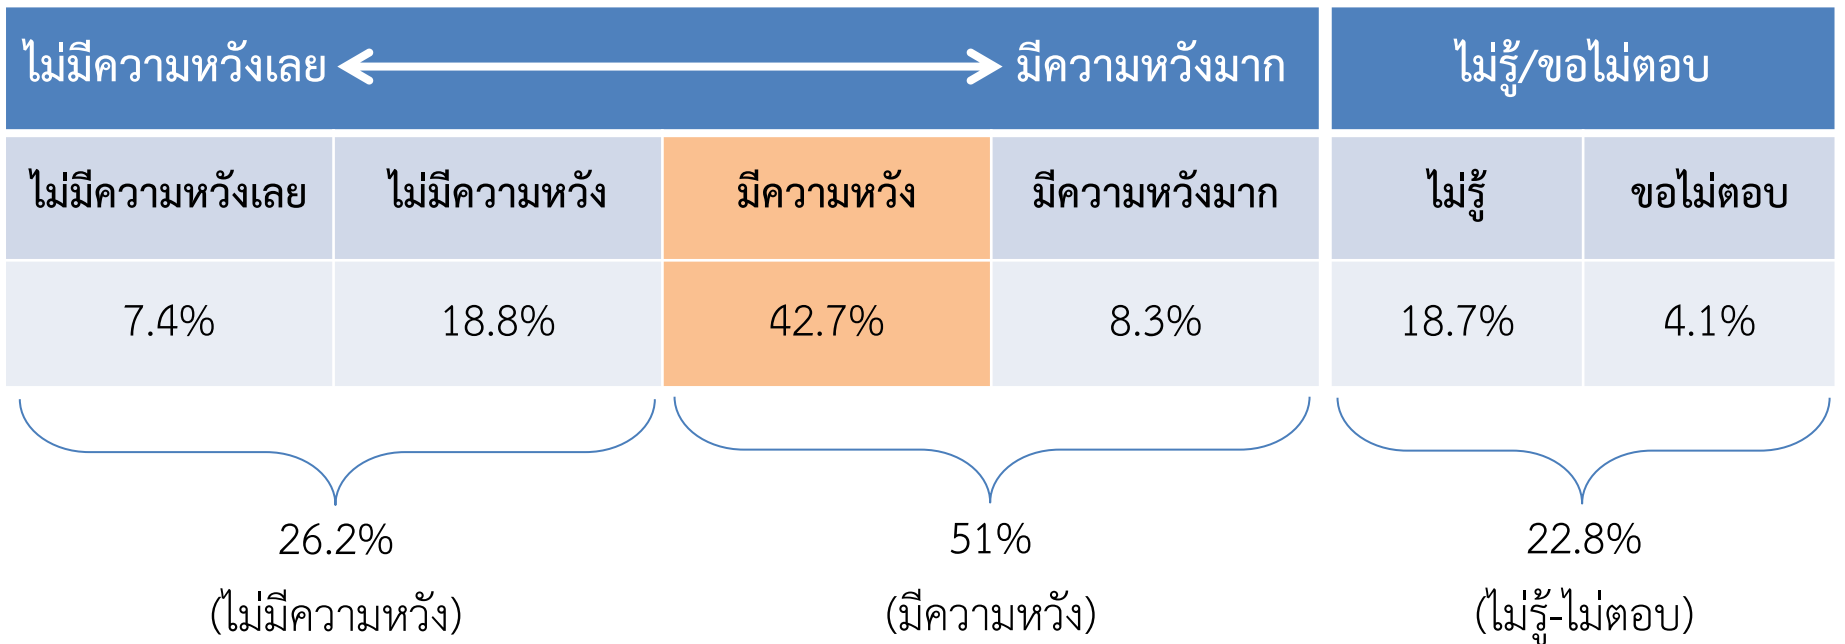 ไม่มีความหวังเลย มีความหวังมาก ไม่รู้/ขอไม่ตอบ
ไม่มีความหวังเลย ไม่มีความหวัง มีความหวัง มีความหวังมาก ไม่รู้ ขอไม่ตอบ
7.4% 18.8% 42.7% 8.3% 18.7% 4.1%
26.2% 51% 22.8%
(ไม่มีความหวัง) (มีความหวัง) (ไม่รู้-ไม่ตอบ)